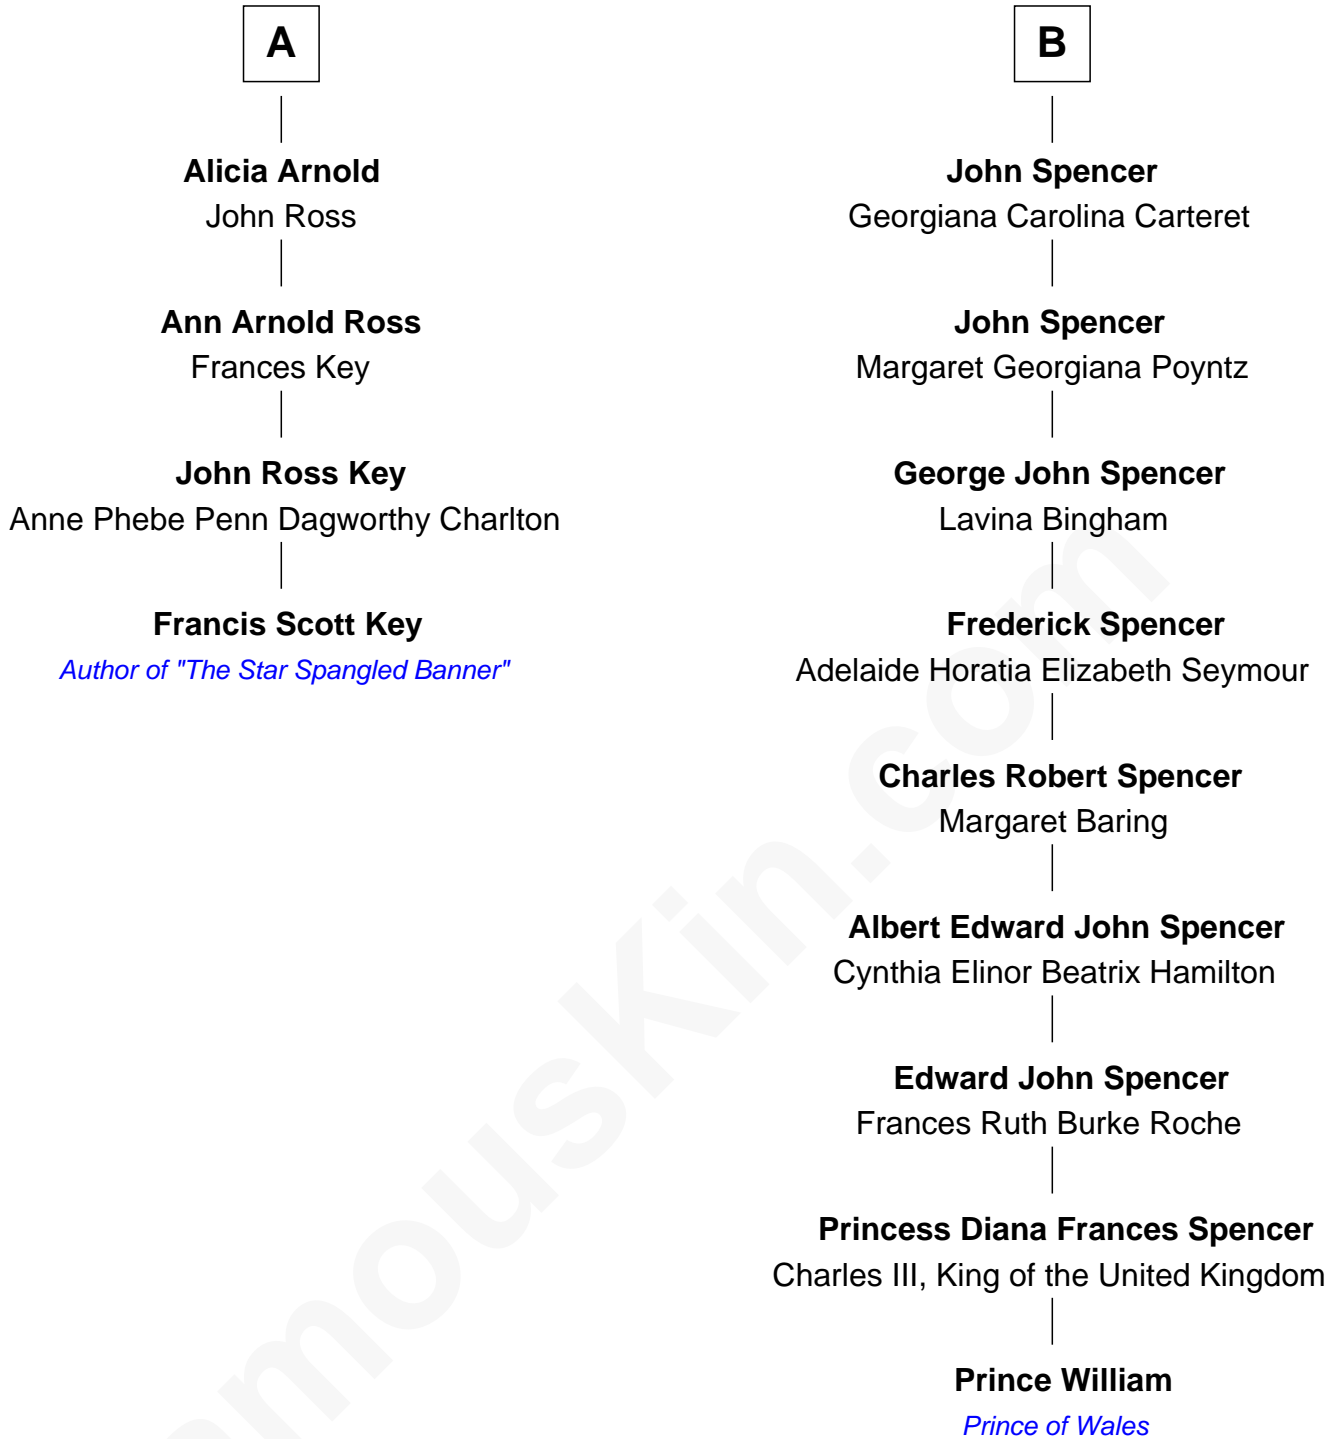 A
Alicia Arnold
John Ross
Ann Arnold Ross
Frances Key
John Ross Key
Anne Phebe Penn Dagworthy Charlton
Francis Scott Key
Author of "The Star Spangled Banner"
B
John Spencer
Georgiana Carolina Carteret
John Spencer
Margaret Georgiana Poyntz
George John Spencer
Lavina Bingham
Frederick Spencer
Adelaide Horatia Elizabeth Seymour
Charles Robert Spencer
Margaret Baring
Albert Edward John Spencer
Cynthia Elinor Beatrix Hamilton
Edward John Spencer
Frances Ruth Burke Roche
Princess Diana Frances Spencer
Charles III, King of the United Kingdom
Prince William
Prince of Wales
amouskin.com